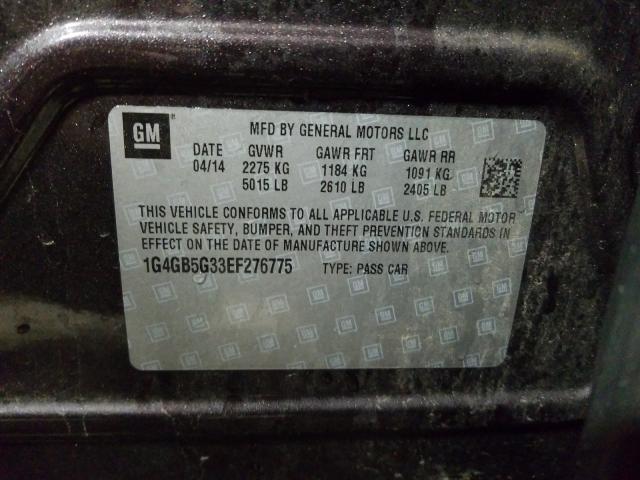 GM
MFD BY GENERAL MOTORS LLC
DATE GVWR GAWR FRT GAWR RR
04/14 2275 KG 1184 KG 1091 KG
5015 LB 2610 LB 2405 LB
THIS VEHICLE CONFORMS TO ALL APPLICABLE U.S. FEDERAL MOTOR
VEHICLE SAFETY, BUMPER, AND THEFT PREVENTION STANDARDS IN
EFFECT ON THE DATE OF MANUFACTURE SHOWN ABOVE.
1G4GB5G33EF276775 TYPE: PASS CAR